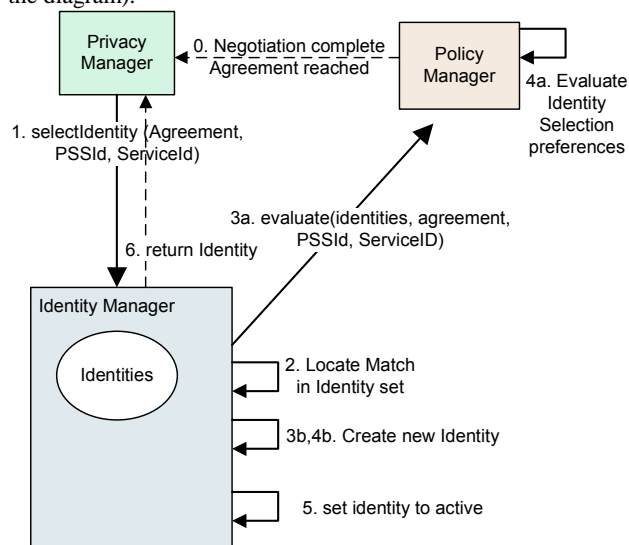 the diagram).
Privacy
Manager
0. Negotiation complete
Agreement reached
Policy
Manager
4a. Evaluate
Identity
Selection
preferences
1. selectIdentity (Agreement,
PSSId, ServiceId)
3a. evaluate(identities, agreement,
PSSId, ServiceID)
6. return Identity
Identity Manager
Identities
2. Locate Match
in Identity set
3b,4b. Create new Identity
5. set identity to active